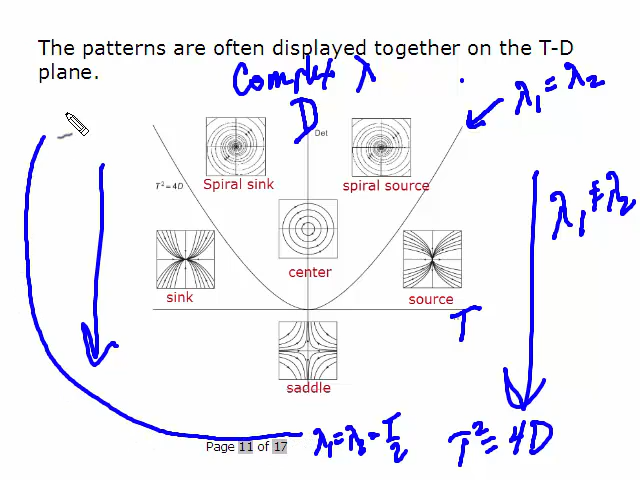 The patterns are often displayed together on the T-D
plane.
Complex λ
λ₁ = λ₂
D
Det
T² = 4D
Spiral sink
spiral source
λ₁ ≠ λ₂
center
sink
source
T
saddle
λ₁ = λ₂ = T/2
T² = 4D
Page 11 of 17